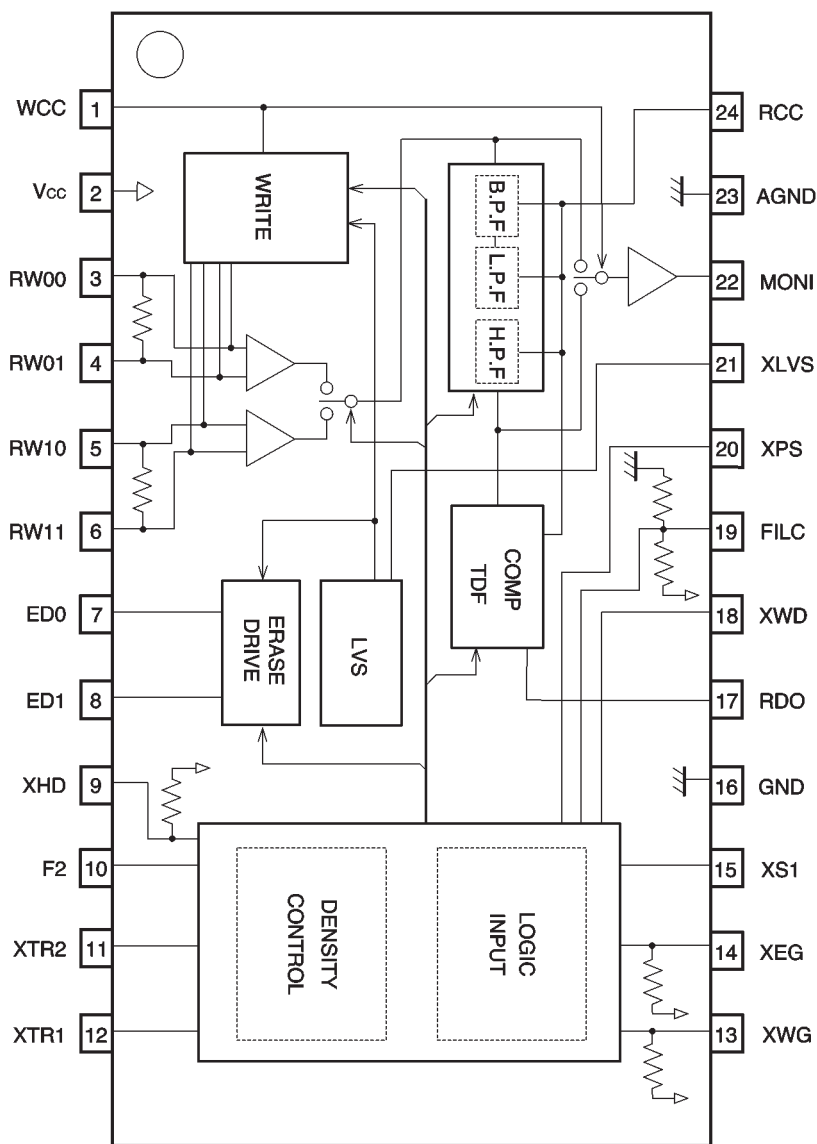 WCC 1
Vcc 2
RW00 3
RW01 4
RW10 5
RW11 6
ED0 7
ED1 8
XHD 9
F2 10
XTR2 11
XTR1 12
24 RCC
23 AGND
22 MONI
21 XLVS
20 XPS
19 FILC
18 XWD
17 RDO
16 GND
15 XS1
14 XEG
13 XWG
WRITE
B.P.F
L.P.F
H.P.F
COMP
TDF
ERASE
DRIVE
LVS
DENSITY
CONTROL
LOGIC
INPUT